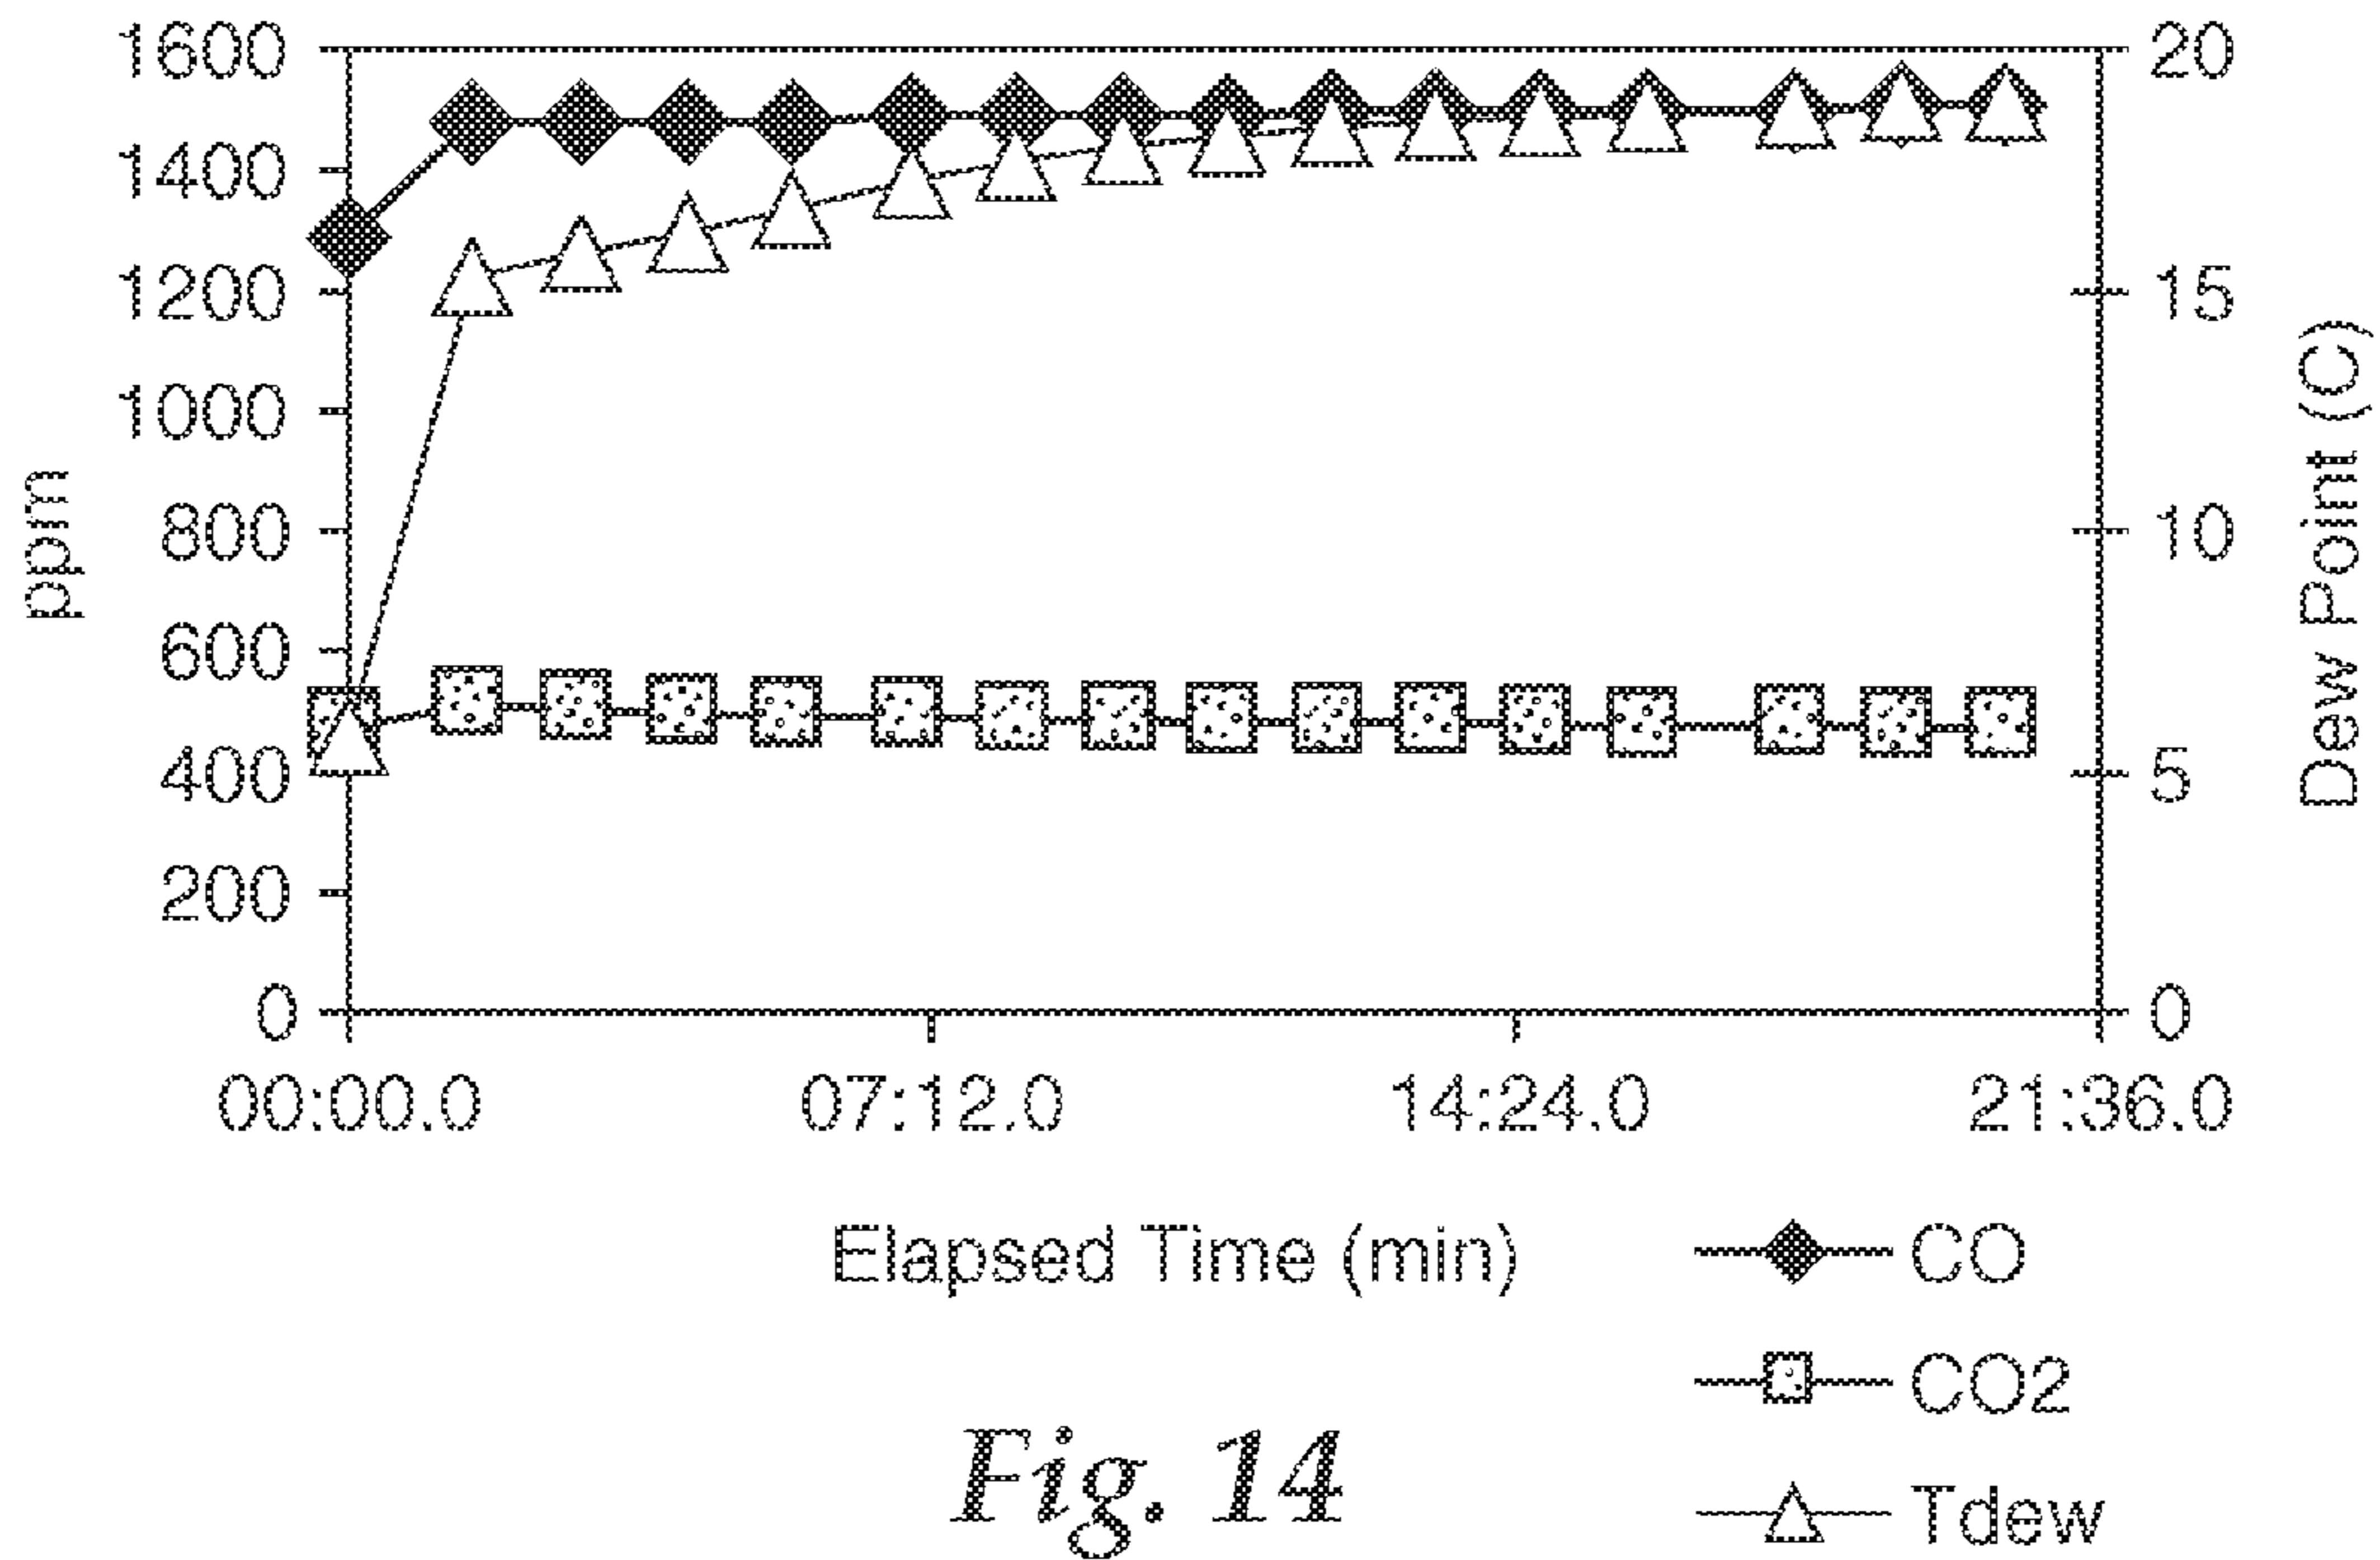 1600
1400
1200
1000
800
600
400
200
0
ppm
20
15
10
5
0
Dew Point (C)
00:00.0 07:12.0 14:24.0 21:36.0
Elapsed Time (min)
CO
CO2
Tdew
Fig. 14